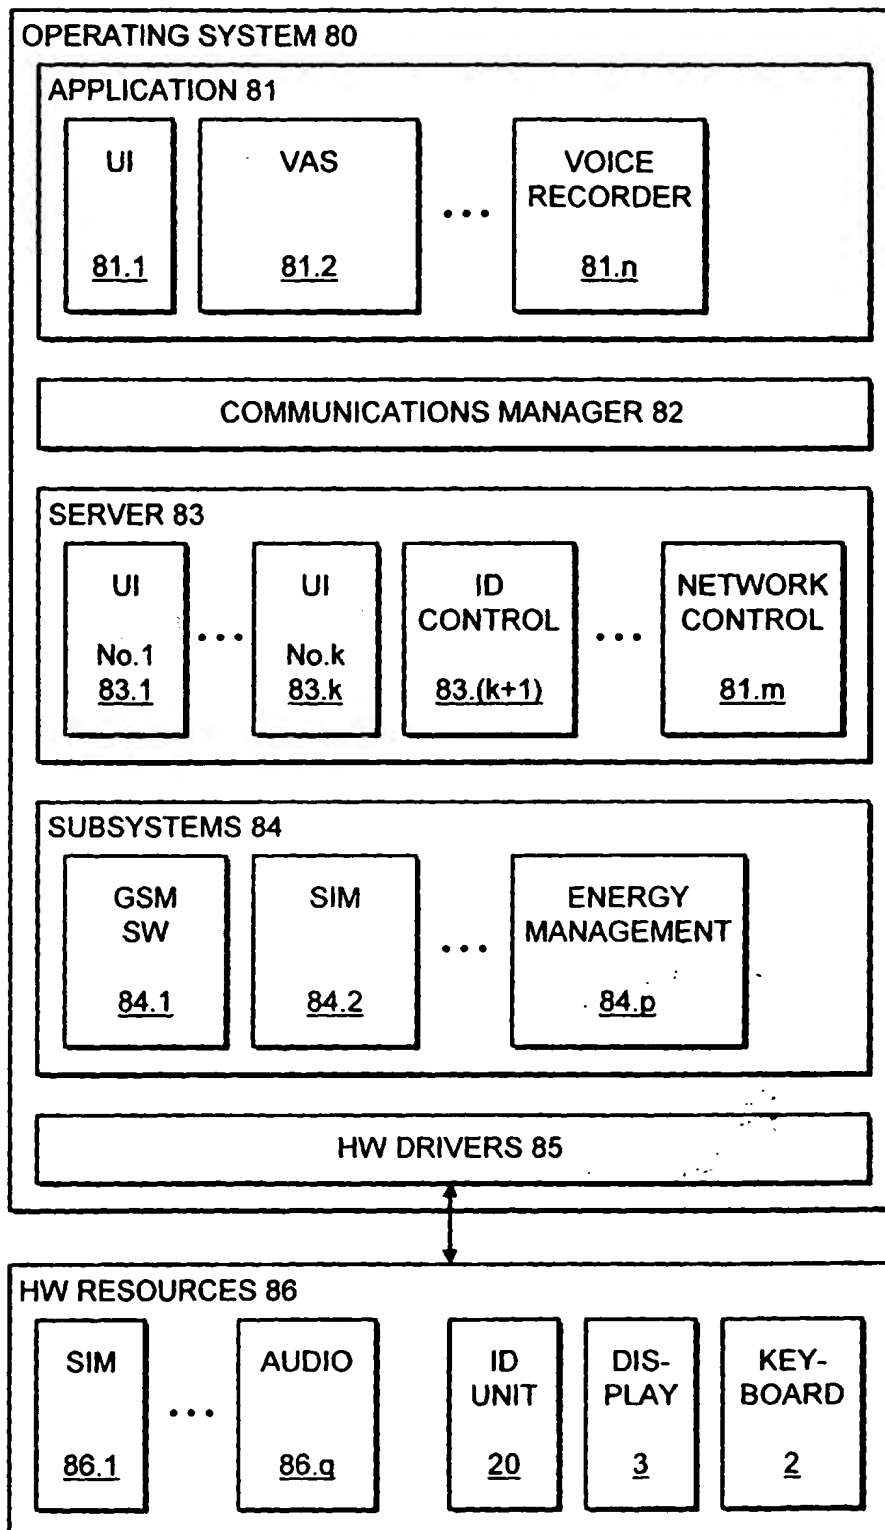 OPERATING SYSTEM 80
APPLICATION 81
UI
81.1
VAS
81.2
...
VOICE
RECORDER
81.n
COMMUNICATIONS MANAGER 82
SERVER 83
UI
No.1
83.1
...
UI
No.k
83.k
ID
CONTROL
83.(k+1)
...
NETWORK
CONTROL
81.m
SUBSYSTEMS 84
GSM
SW
84.1
SIM
84.2
...
ENERGY
MANAGEMENT
84.p
HW DRIVERS 85
HW RESOURCES 86
SIM
86.1
...
AUDIO
86.q
ID
UNIT
20
DIS-
PLAY
3
KEY-
BOARD
2